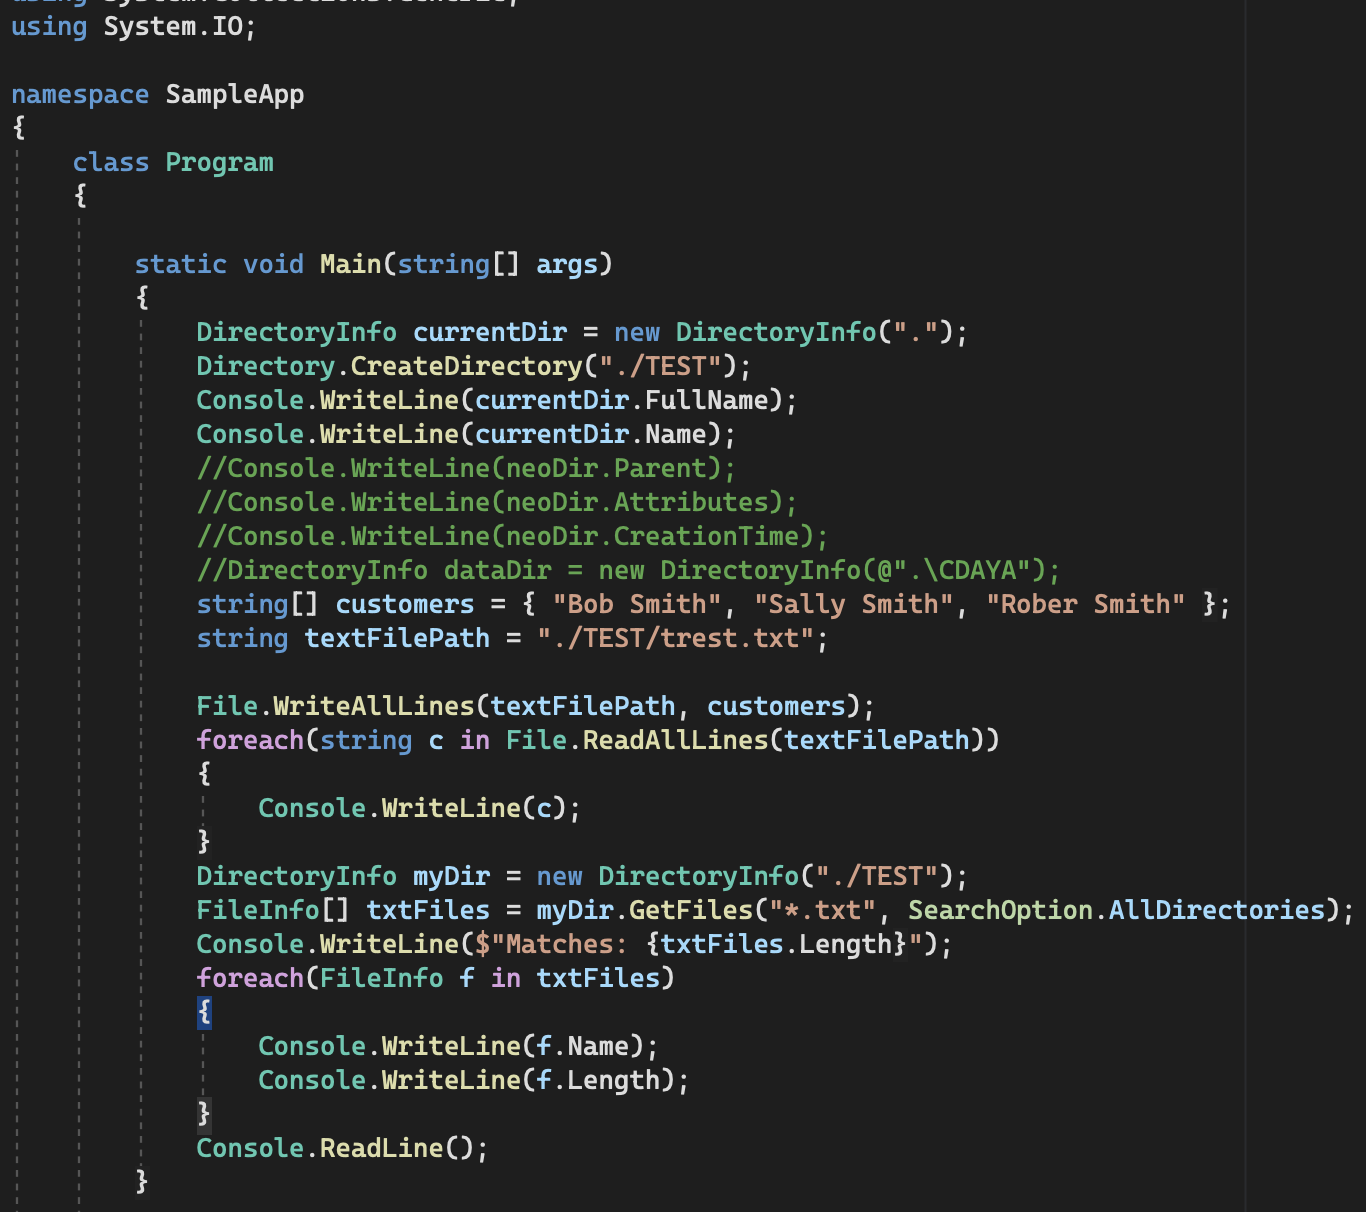 using System.IO;
namespace SampleApp
{
class Program
{
static void Main(string[] args)
{
DirectoryInfo currentDir = new DirectoryInfo(".");
Directory.CreateDirectory("./TEST");
Console.WriteLine(currentDir.FullName);
Console.WriteLine(currentDir.Name);
//Console.WriteLine(neoDir.Parent);
//Console.WriteLine(neoDir.Attributes);
//Console.WriteLine(neoDir.CreationTime);
//DirectoryInfo dataDir = new DirectoryInfo(@".\CDAYA");
string[] customers = { "Bob Smith", "Sally Smith", "Rober Smith" };
string textFilePath = "./TEST/trest.txt";
File.WriteAllLines(textFilePath, customers);
foreach(string c in File.ReadAllLines(textFilePath))
{
Console.WriteLine(c);
}
DirectoryInfo myDir = new DirectoryInfo("./TEST");
FileInfo[] txtFiles = myDir.GetFiles("*.txt", SearchOption.AllDirectories);
Console.WriteLine($"Matches: {txtFiles.Length}");
foreach(FileInfo f in txtFiles)
{
Console.WriteLine(f.Name);
Console.WriteLine(f.Length);
}
Console.ReadLine();
}